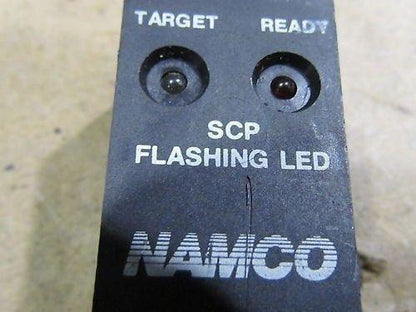 TARGET READY
SCP
FLASHING LED
NAMCO